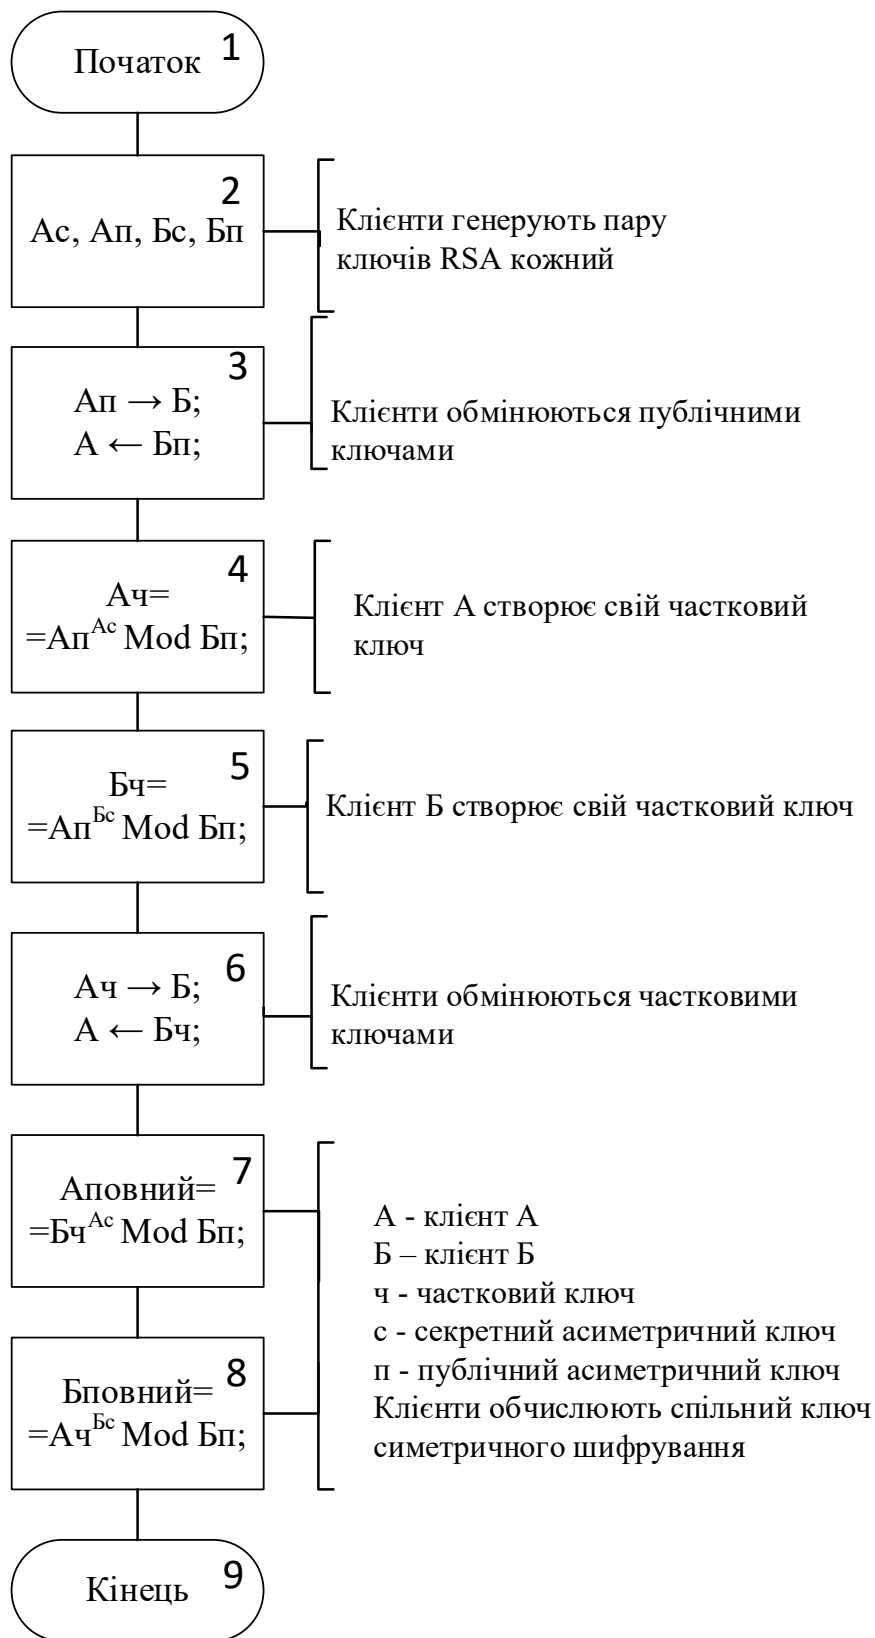 Початок 1
2
Ас, Ап, Бс, Бп
Клієнти генерують пару
ключів RSA кожний
3
Ап → Б;
А ← Бп;
Клієнти обмінюються публічними
ключами
4
Ач=
=Ап^Ас Mod Бп;
Клієнт А створює свій частковий
ключ
5
Бч=
=Ап^Бс Mod Бп;
Клієнт Б створює свій частковий ключ
6
Ач → Б;
А ← Бч;
Клієнти обмінюються частковими
ключами
7
Аповний=
=Бч^Ас Mod Бп;
8
Бповний=
=Ач^Бс Mod Бп;
А - клієнт А
Б – клієнт Б
ч - частковий ключ
с - секретний асиметричний ключ
п - публічний асиметричний ключ
Клієнти обчислюють спільний ключ
симетричного шифрування
Кінець 9